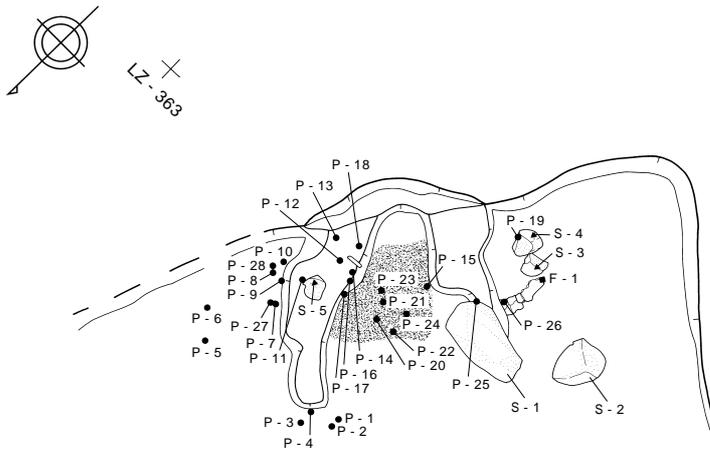 LZ - 363
P - 18
P - 13
P - 12
P - 19
S - 4
P - 10
S - 3
P - 28
P - 8
P - 15
F - 1
P - 23
P - 9
P - 21
S - 5
P - 6
P - 24
P - 27
P - 26
P - 7
P - 22
P - 5
P - 11
P - 14
P - 20
P - 16
P - 25
P - 17
S - 1
S - 2
P - 3
P - 1
P - 2
P - 4